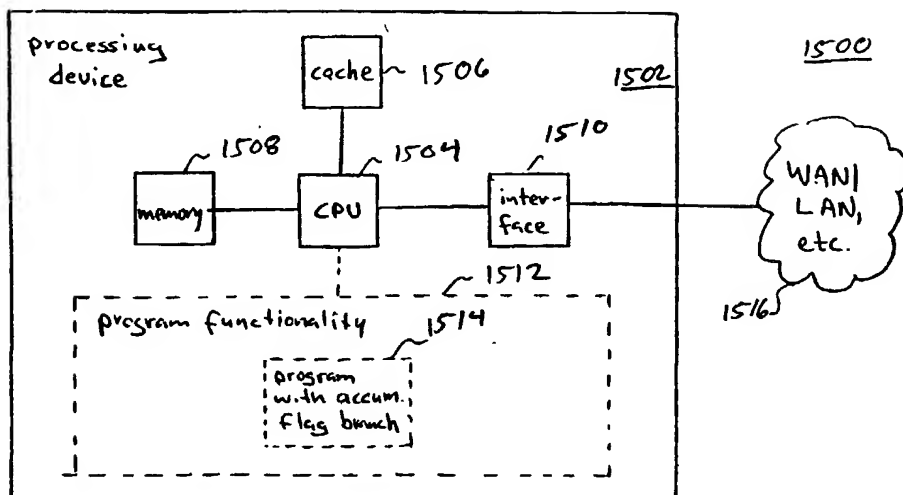 processing
device
cache
1506
1502
1500
1508
1504
1510
memory
CPU
inter-
face
WAN/
LAN,
etc.
1516
1512
program functionality
1514
program
with accum.
flag branch